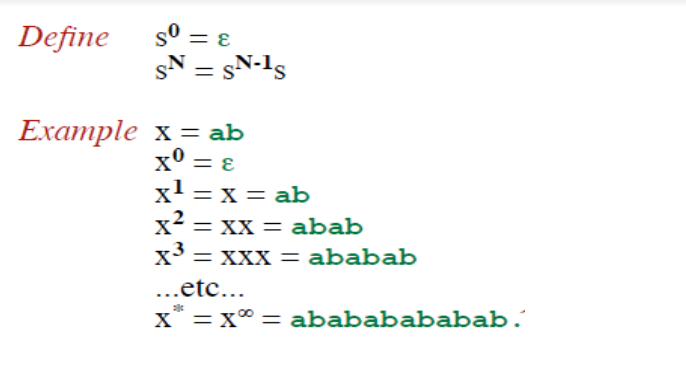 Define s⁰ = ε
sᴺ = sᴺ⁻¹s
Example x = ab
x⁰ = ε
x¹ = x = ab
x² = xx = abab
x³ = xxx = ababab
...etc...
x* = x∞ = abababababab.